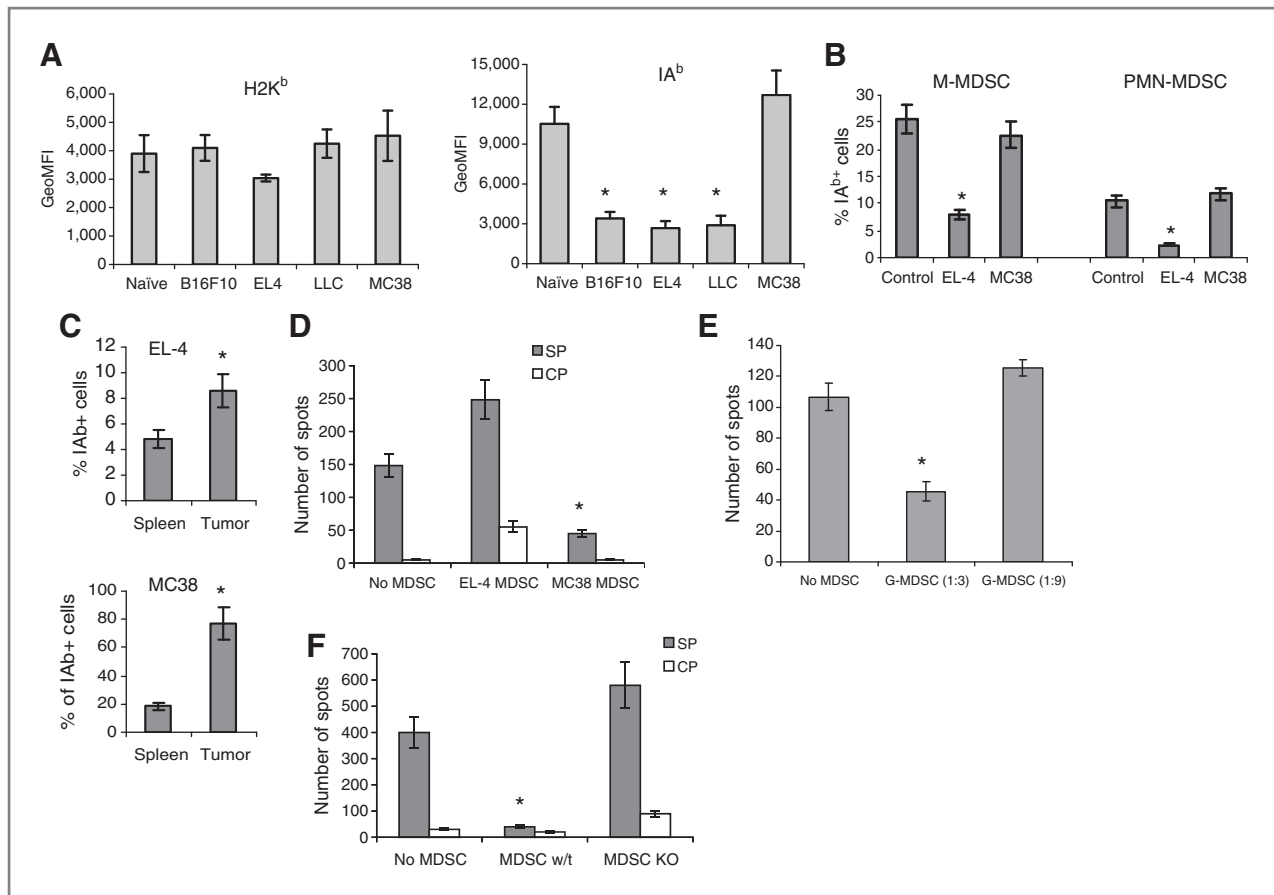 A
H2Kᵇ
GeoMFI
6,000
5,000
4,000
3,000
2,000
1,000
0
Naïve B16F10 EL4 LLC MC38
IAᵇ
GeoMFI
15,000
12,000
9,000
6,000
3,000
0
* * *
Naïve B16F10 EL4 LLC MC38
B
M-MDSC PMN-MDSC
% IAᵇ⁺ cells
30
25
20
15
10
5
0
* *
Control EL-4 MC38 Control EL-4 MC38
C
EL-4
% IAb+ cells
12
10
8
6
4
2
0
*
Spleen Tumor
MC38
% of IAb+ cells
100
80
60
40
20
0
*
Spleen Tumor
D
SP
CP
Number of spots
300
250
200
150
100
50
0
*
No MDSC EL-4 MDSC MC38 MDSC
E
Number of spots
140
120
100
80
60
40
20
0
*
No MDSC G-MDSC (1:3) G-MDSC (1:9)
F
SP
CP
Number of spots
700
600
500
400
300
200
100
0
*
No MDSC MDSC w/t MDSC KO